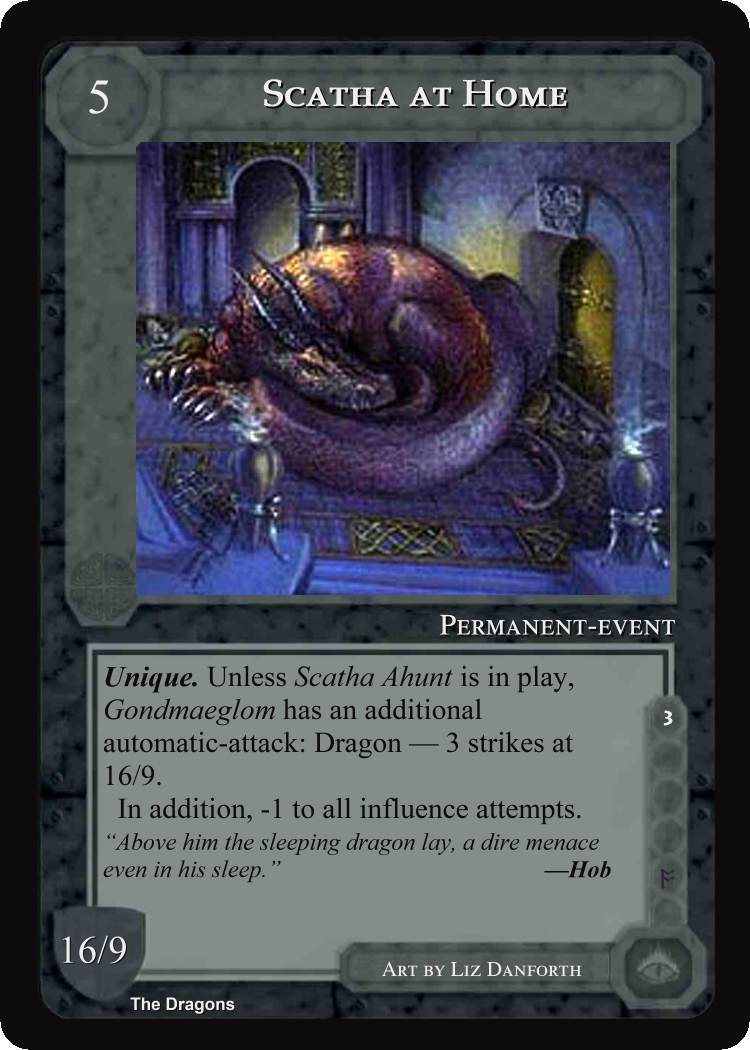 5
SCATHA AT HOME
PERMANENT-EVENT
Unique. Unless Scatha Ahunt is in play,
Gondmaeglom has an additional
automatic-attack: Dragon — 3 strikes at
16/9.
In addition, -1 to all influence attempts.
“Above him the sleeping dragon lay, a dire menace
even in his sleep.” —Hob
3
ᚩ
16/9
ART BY LIZ DANFORTH
The Dragons